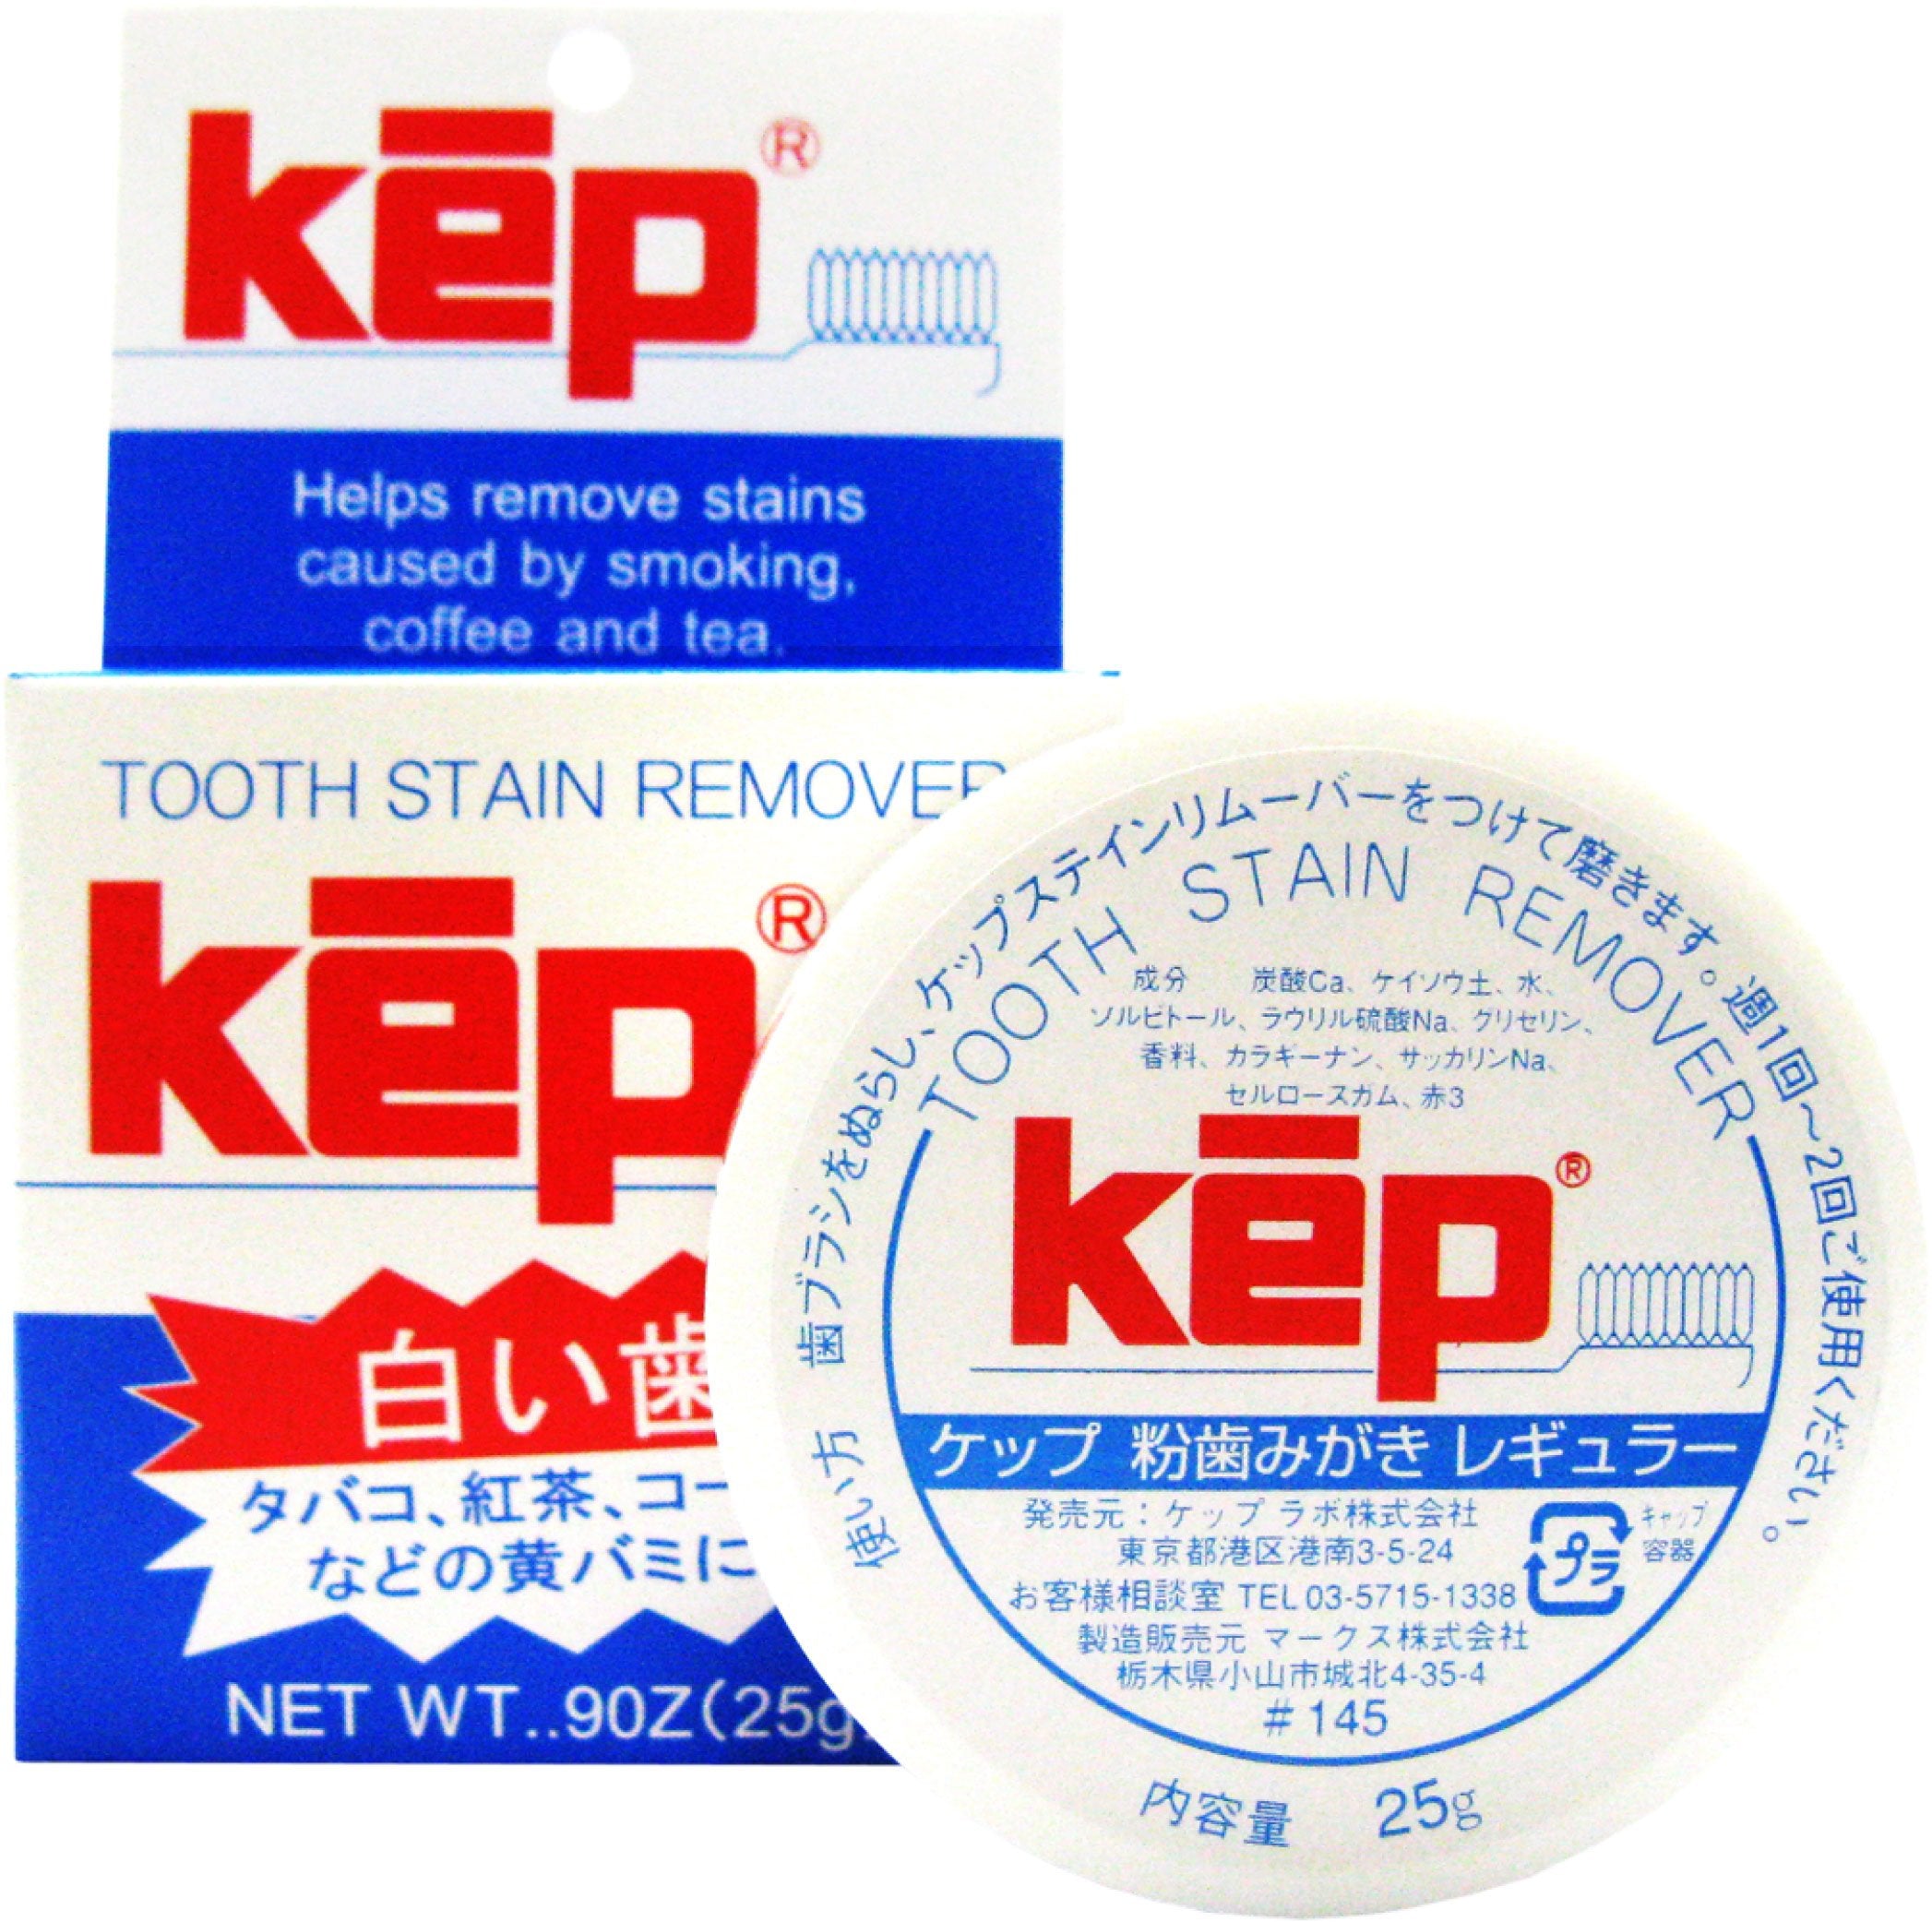 kēp®
Helps remove stains
caused by smoking,
coffee and tea.
TOOTH STAIN REMOVER
kēp®
白い歯
タバコ、紅茶、コー
などの黄バミに
NET WT..90Z(25g
使い方 歯ブラシをぬらし、ケップステインリムーバーをつけて磨きます。週1回～2回ご使用ください。
TOOTH STAIN REMOVER
成分 炭酸Ca、ケイソウ土、水、
ソルビトール、ラウリル硫酸Na、グリセリン、
香料、カラギーナン、サッカリンNa、
セルロースガム、赤3
kēp®
ケップ 粉歯みがき レギュラー
発売元：ケップ ラボ株式会社
東京都港区港南3-5-24
お客様相談室 TEL 03-5715-1338
製造販売元 マークス株式会社
栃木県小山市城北4-35-4
#145
プラ
キャップ
容器
内容量 25g